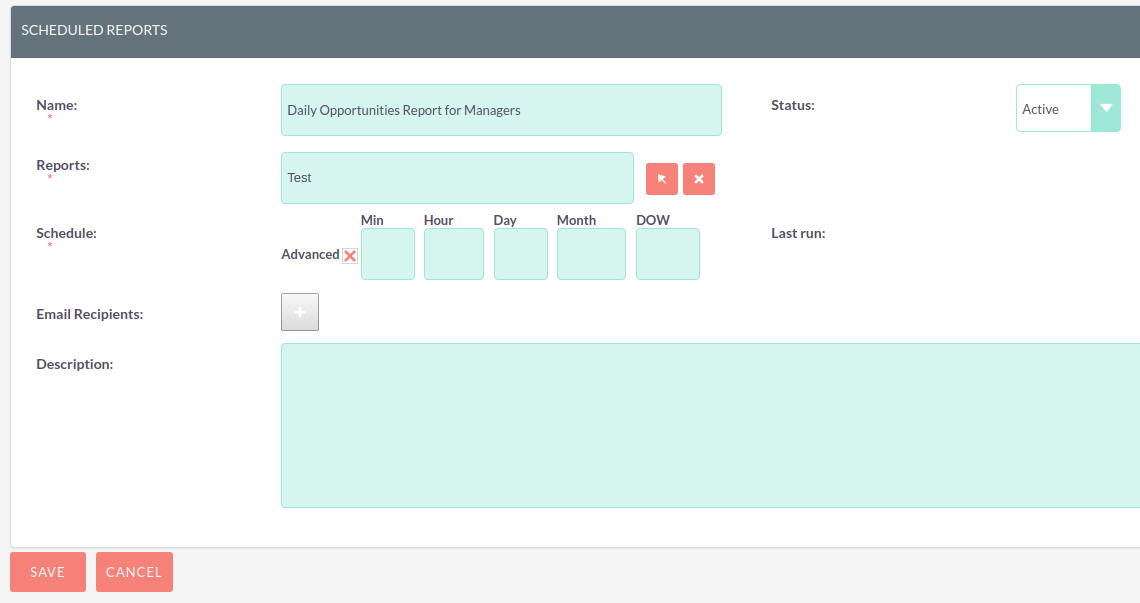 SCHEDULED REPORTS
Name:
*
Daily Opportunities Report for Managers
Status:
Active
Reports:
*
Test
Schedule:
*
Advanced
Min
Hour
Day
Month
DOW
Last run:
Email Recipients:
Description:
SAVE
CANCEL